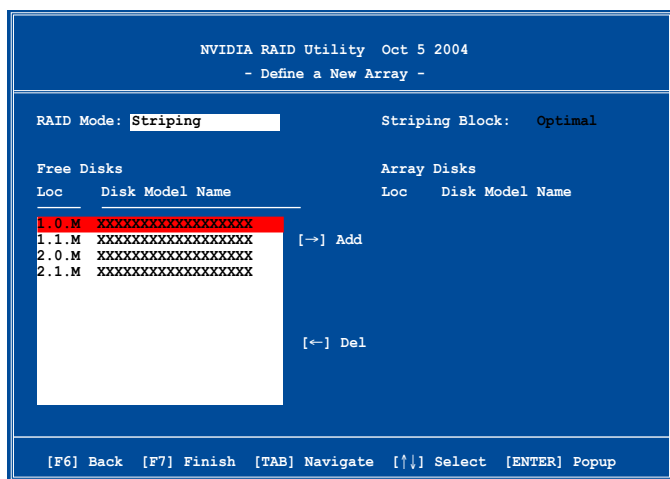 NVIDIA RAID Utility Oct 5 2004
- Define a New Array -
RAID Mode: Striping Striping Block: Optimal
Free Disks Array Disks
Loc Disk Model Name Loc Disk Model Name
1.0.M XXXXXXXXXXXXXXXXXX
1.1.M XXXXXXXXXXXXXXXXXX
2.0.M XXXXXXXXXXXXXXXXXX
2.1.M XXXXXXXXXXXXXXXXXX
[→] Add
[←] Del
[F6] Back [F7] Finish [TAB] Navigate [↑↓] Select [ENTER] Popup